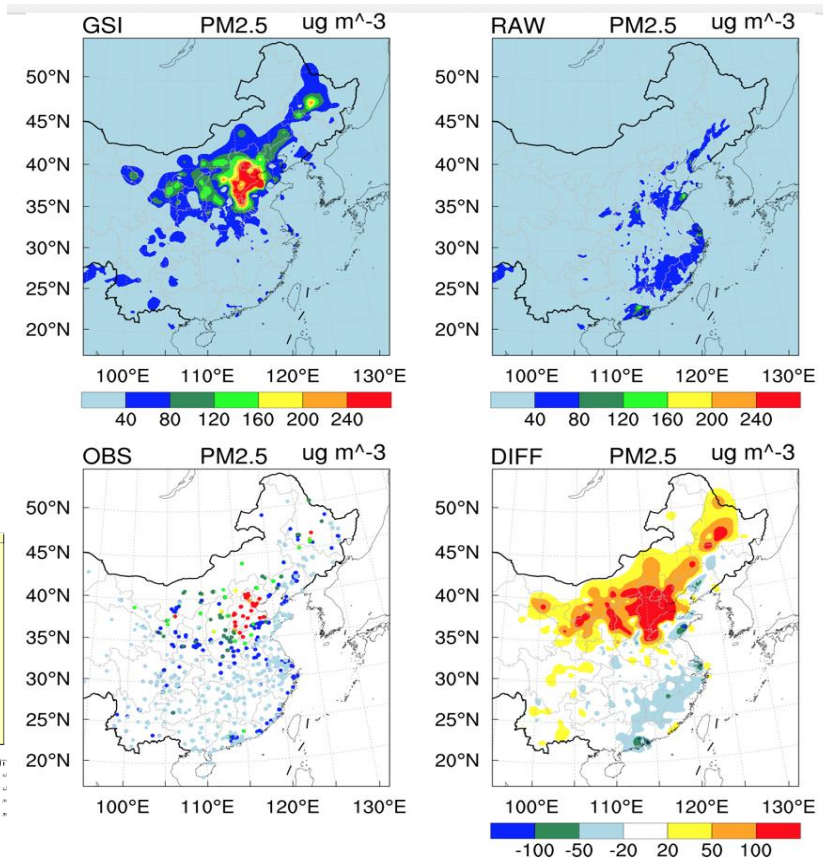 GSI PM2.5 ug m^-3
50°N
45°N
40°N
35°N
30°N
25°N
20°N
100°E 110°E 120°E 130°E
40 80 120 160 200 240
RAW PM2.5 ug m^-3
50°N
45°N
40°N
35°N
30°N
25°N
20°N
100°E 110°E 120°E 130°E
40 80 120 160 200 240
OBS PM2.5 ug m^-3
50°N
45°N
40°N
35°N
30°N
25°N
20°N
100°E 110°E 120°E 130°E
DIFF PM2.5 ug m^-3
50°N
45°N
40°N
35°N
30°N
25°N
20°N
100°E 110°E 120°E 130°E
-100 -50 -20 20 50 100